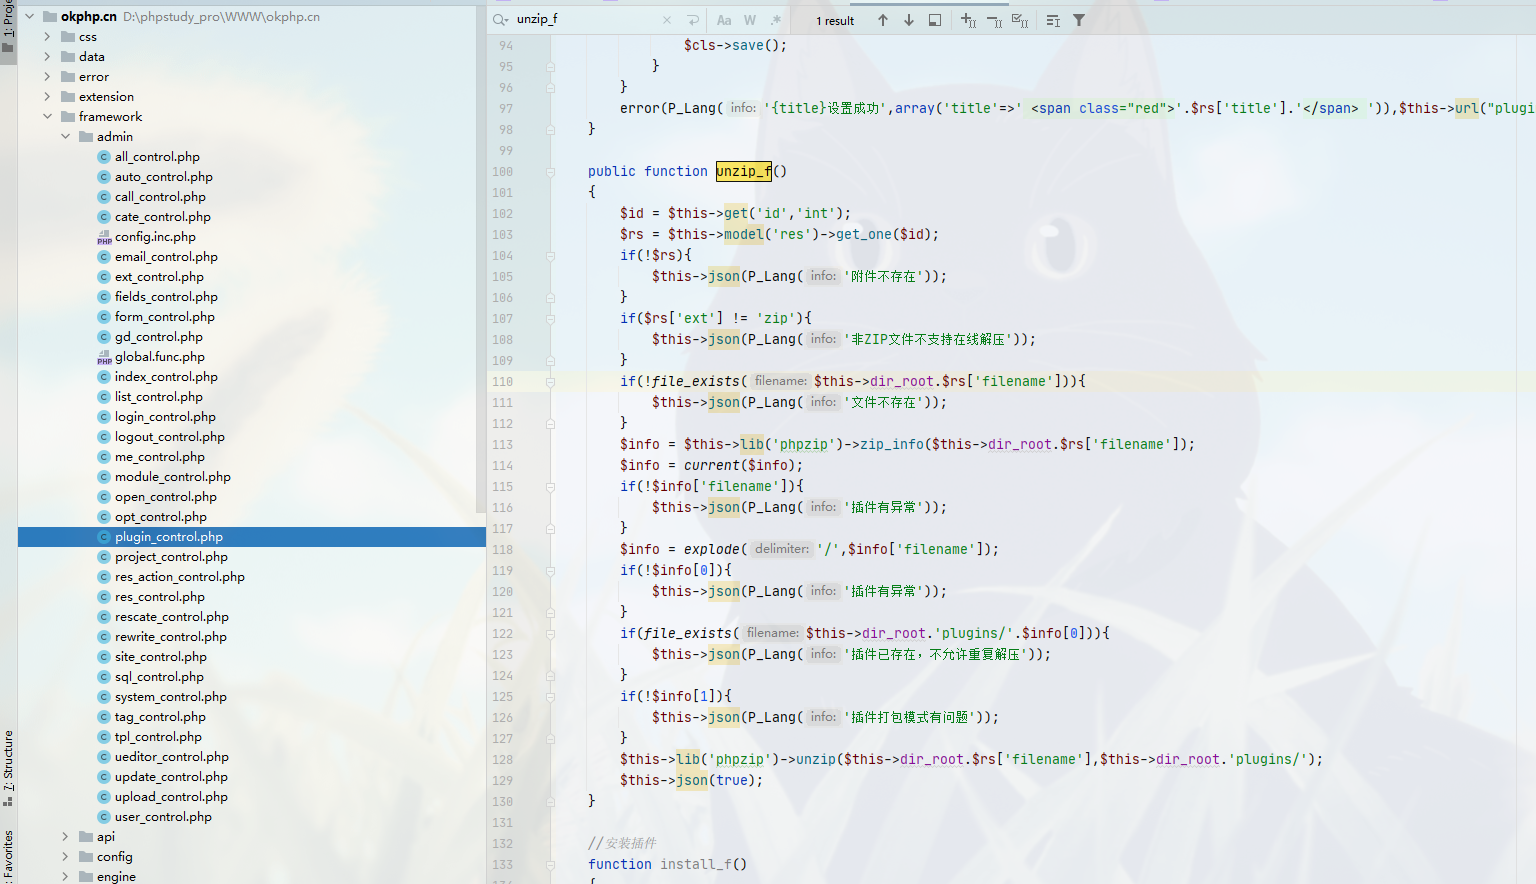 1: Proje
okphp.cn D:\phpstudy_pro\WWW\okphp.cn
css
data
error
extension
framework
admin
all_control.php
auto_control.php
call_control.php
cate_control.php
config.inc.php
email_control.php
ext_control.php
fields_control.php
form_control.php
gd_control.php
global.func.php
index_control.php
list_control.php
login_control.php
logout_control.php
me_control.php
module_control.php
open_control.php
opt_control.php
plugin_control.php
project_control.php
res_action_control.php
res_control.php
rescate_control.php
rewrite_control.php
site_control.php
sql_control.php
system_control.php
tag_control.php
tpl_control.php
ueditor_control.php
update_control.php
upload_control.php
user_control.php
api
config
engine
Z: Structure
: Favorites
unzip_f Aa W .* 1 result
94 $cls->save();
95 }
96 }
97 error(P_Lang( info: '{title}设置成功',array('title'=>' <span class="red">'.$rs['title'].'</span> ')),$this->url("plugin
98 }
99
100 public function unzip_f()
101 {
102 $id = $this->get('id','int');
103 $rs = $this->model('res')->get_one($id);
104 if(!$rs){
105 $this->json(P_Lang( info: '附件不存在'));
106 }
107 if($rs['ext'] != 'zip'){
108 $this->json(P_Lang( info: '非ZIP文件不支持在线解压'));
109 }
110 if(!file_exists( filename: $this->dir_root.$rs['filename'])){
111 $this->json(P_Lang( info: '文件不存在'));
112 }
113 $info = $this->lib('phpzip')->zip_info($this->dir_root.$rs['filename']);
114 $info = current($info);
115 if(!$info['filename']){
116 $this->json(P_Lang( info: '插件有异常'));
117 }
118 $info = explode( delimiter: '/',$info['filename']);
119 if(!$info[0]){
120 $this->json(P_Lang( info: '插件有异常'));
121 }
122 if(file_exists( filename: $this->dir_root.'plugins/'.$info[0])){
123 $this->json(P_Lang( info: '插件已存在，不允许重复解压'));
124 }
125 if(!$info[1]){
126 $this->json(P_Lang( info: '插件打包模式有问题'));
127 }
128 $this->lib('phpzip')->unzip($this->dir_root.$rs['filename'],$this->dir_root.'plugins/');
129 $this->json(true);
130 }
131
132 //安装插件
133 function install_f()